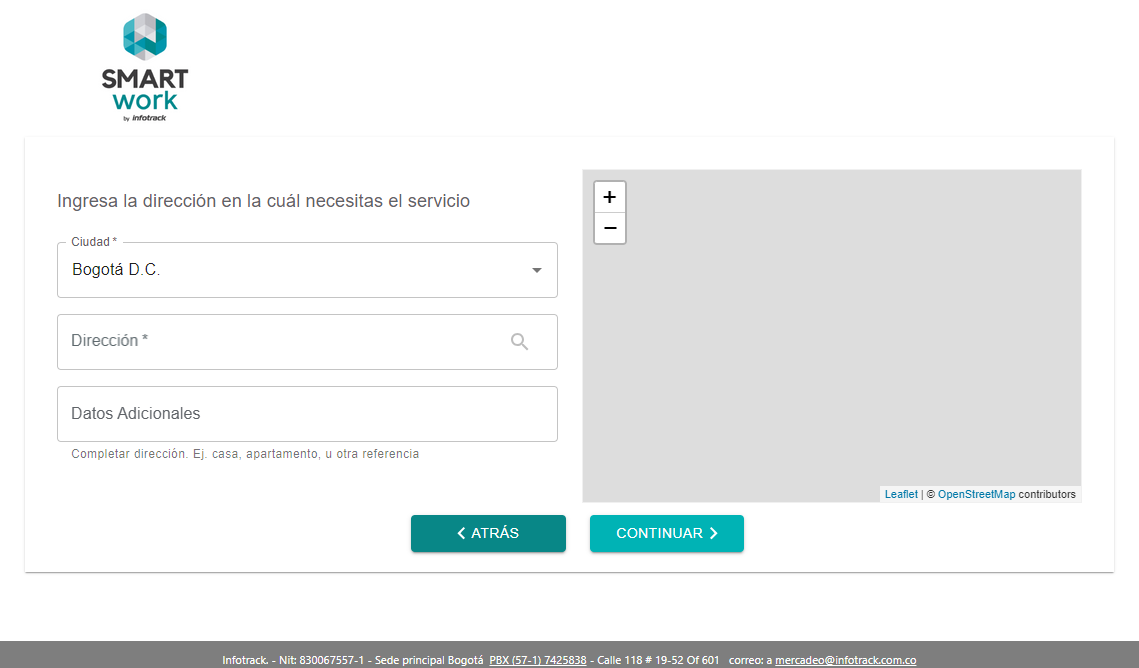 SMART
work
by infotrack
Ingresa la dirección en la cuál necesitas el servicio
Ciudad *
Bogotá D.C.
Dirección *
Datos Adicionales
Completar dirección. Ej. casa, apartamento, u otra referencia
+
−
Leaflet | © OpenStreetMap contributors
ATRÁS
CONTINUAR
Infotrack. - Nit: 830067557-1 - Sede principal Bogotá PBX (57-1) 7425838 - Calle 118 # 19-52 Of 601 correo: a mercadeo@infotrack.com.co